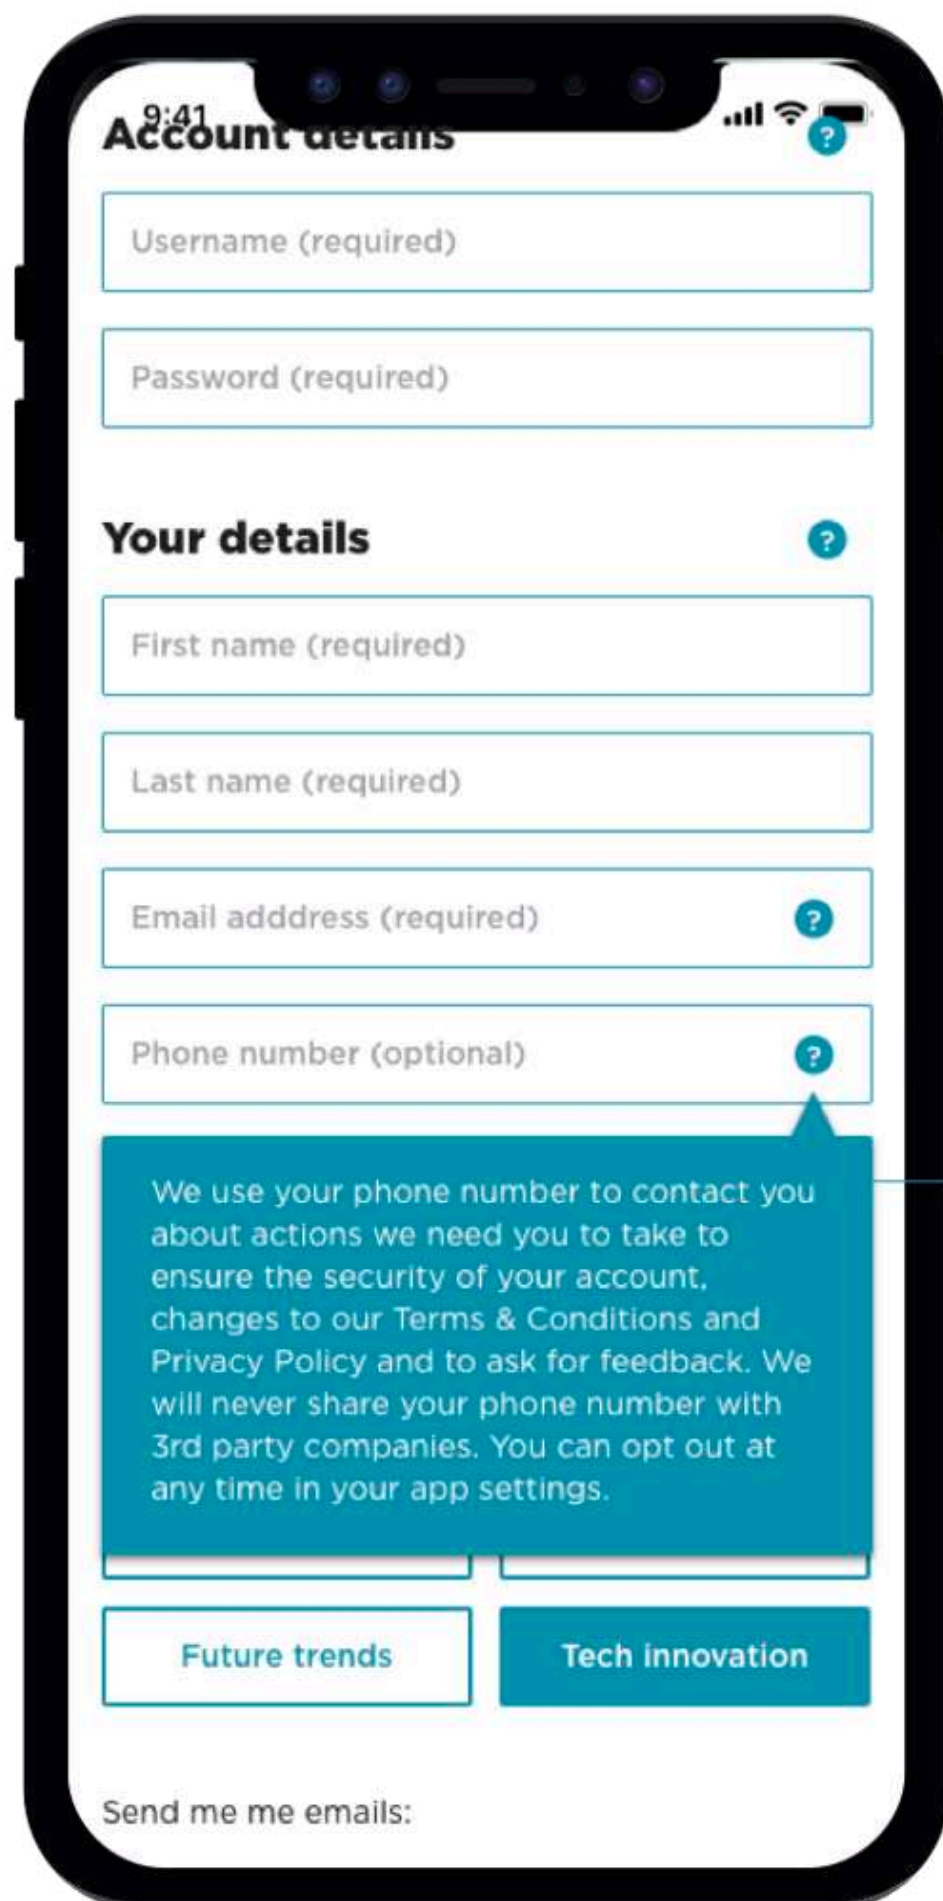 9:41
Account details
?
Username (required)
Password (required)
Your details
?
First name (required)
Last name (required)
Email adddress (required)
?
Phone number (optional)
?
We use your phone number to contact you
about actions we need you to take to
ensure the security of your account,
changes to our Terms & Conditions and
Privacy Policy and to ask for feedback. We
will never share your phone number with
3rd party companies. You can opt out at
any time in your app settings.
Future trends
Tech innovation
Send me me emails: